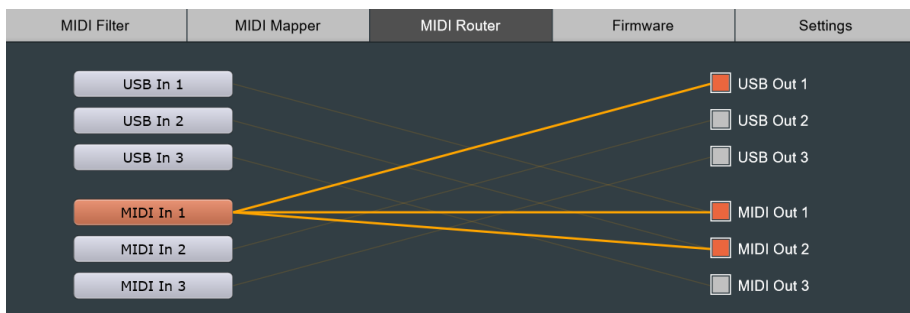 MIDI Filter
MIDI Mapper
MIDI Router
Firmware
Settings
USB In 1
USB Out 1
USB In 2
USB Out 2
USB In 3
USB Out 3
MIDI In 1
MIDI Out 1
MIDI In 2
MIDI Out 2
MIDI In 3
MIDI Out 3